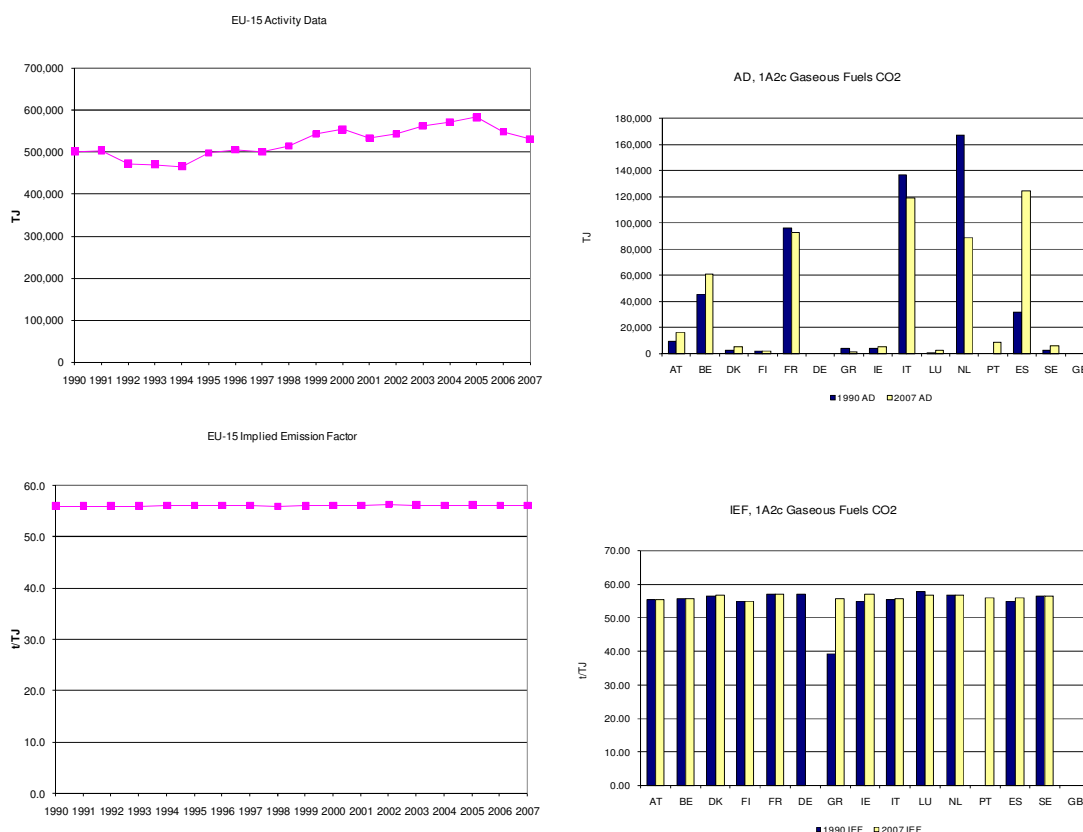 EU-15 Activity Data
700,000
600,000
500,000
400,000
300,000
200,000
100,000
0
TJ
1990 1991 1992 1993 1994 1995 1996 1997 1998 1999 2000 2001 2002 2003 2004 2005 2006 2007
AD, 1A2c Gaseous Fuels CO2
180,000
160,000
140,000
120,000
100,000
80,000
60,000
40,000
20,000
0
TJ
AT BE DK FI FR DE GR IE IT LU NL PT ES SE GB
1990 AD 2007 AD
EU-15 Implied Emission Factor
60.0
50.0
40.0
30.0
20.0
10.0
0.0
t/TJ
1990 1991 1992 1993 1994 1995 1996 1997 1998 1999 2000 2001 2002 2003 2004 2005 2006 2007
IEF, 1A2c Gaseous Fuels CO2
70.00
60.00
50.00
40.00
30.00
20.00
10.00
0.00
t/TJ
AT BE DK FI FR DE GR IE IT LU NL PT ES SE GB
1990 IEF 2007 IEF